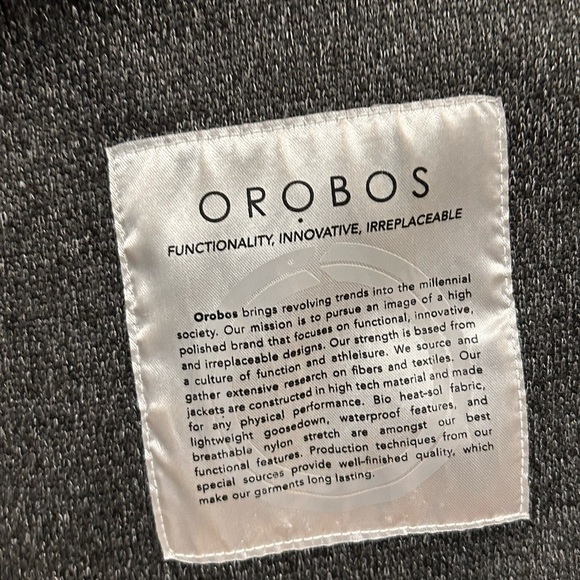 OROBOS
FUNCTIONALITY, INNOVATIVE, IRREPLACEABLE
Orobos brings revolving trends into the millennial
society. Our mission is to pursue an image of a high
polished brand that focuses on functional, innovative,
and irreplaceable designs. Our strength is based from
a culture of function and athleisure. We source and
gather extensive research on fibers and textiles. Our
jackets are constructed in high tech material and made
for any physical performance. Bio heat-sol fabric,
lightweight goosedown, waterproof features, and
breathable nylon stretch are amongst our best
functional features. Production techniques from our
special sources provide well-finished quality, which
make our garments long lasting.